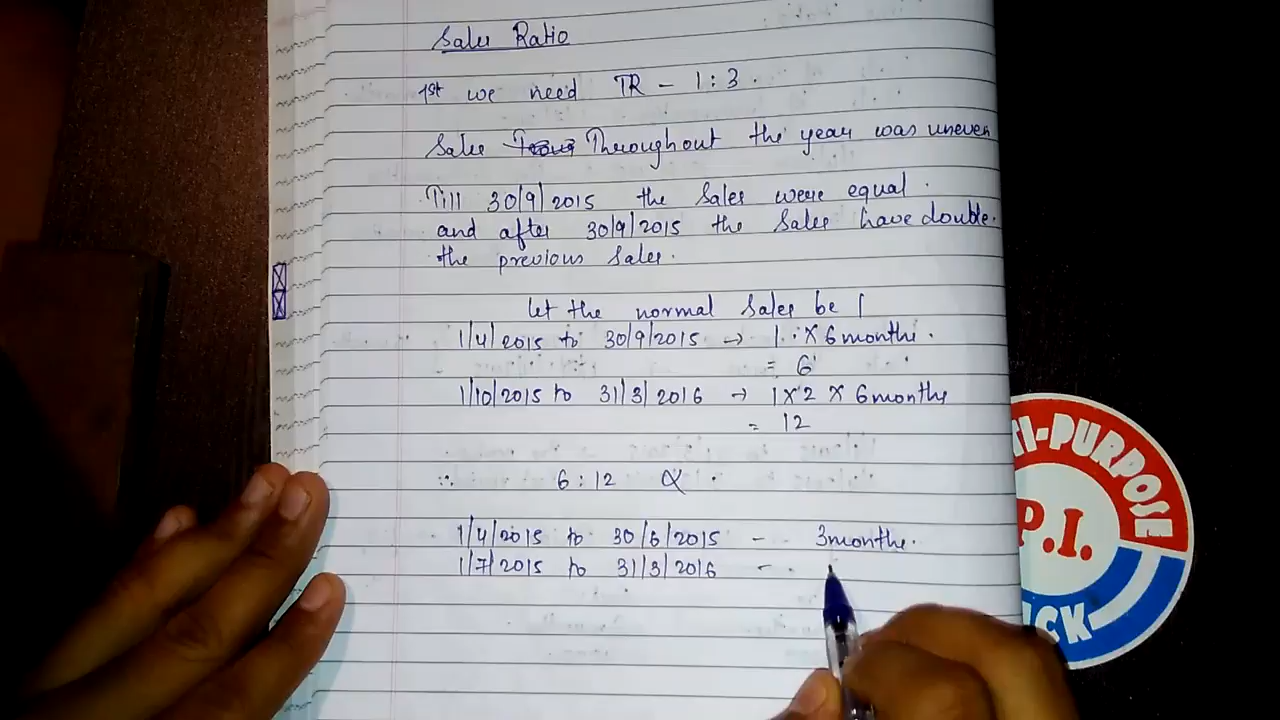 Sales Ratio
1st we need TR - 1:3.
Sales Throughout the year was uneven
Till 30/9/2015 the Sales were equal.
and after 30/9/2015 the Sales have double.
the previous Sales.
let the normal Sales be 1
1/4/2015 to 30/9/2015 → 1 × 6 months.
= 6
1/10/2015 to 31/3/2016 → 1 × 2 × 6 months
= 12
∴ 6 : 12
1/4/2015 to 30/6/2015 - 3 months.
1/7/2015 to 31/3/2016 -
TI-PURPOSE
P.I.
CK